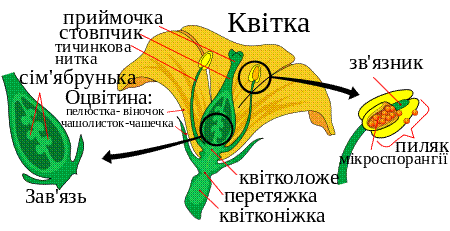 Квітка
приймочка
стовпчик
тичинкова
нитка
сім'ябрунька
Оцвітина:
пелюстка- віночок
чашолисток-чашечка
Зав'язь
зв'язник
пиляк
мікроспорангії
квітколоже
перетяжка
квітконіжка